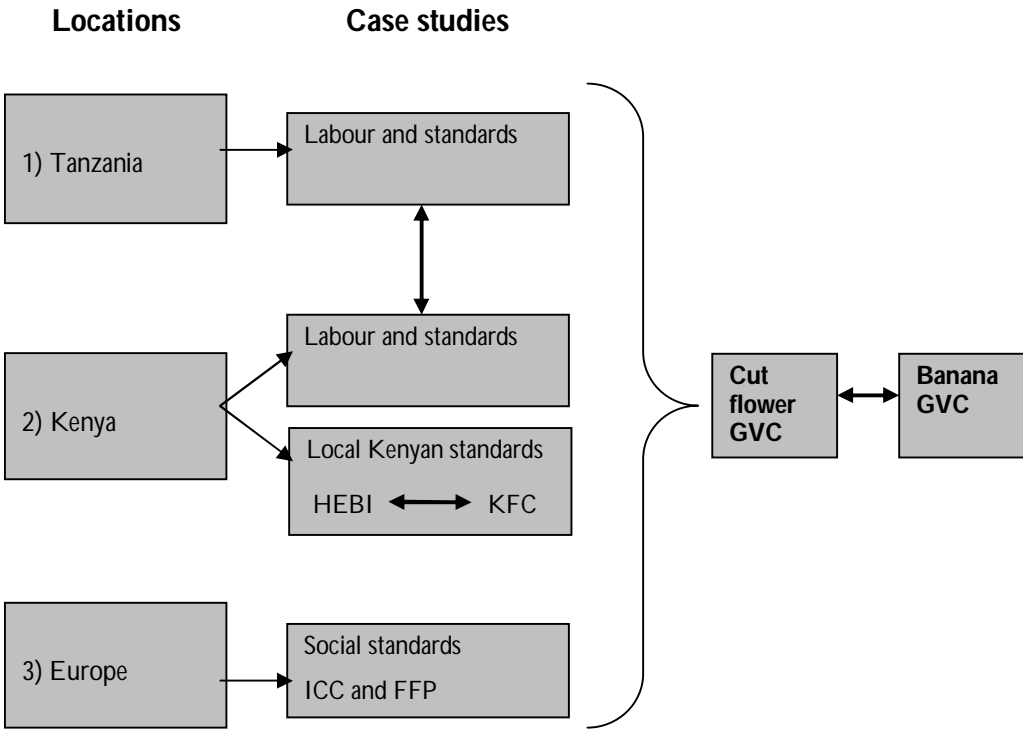 Locations Case studies
1) Tanzania
Labour and standards
2) Kenya
Labour and standards
Local Kenyan standards
HEBI KFC
3) Europe
Social standards
ICC and FFP
Cut
flower
GVC
Banana
GVC